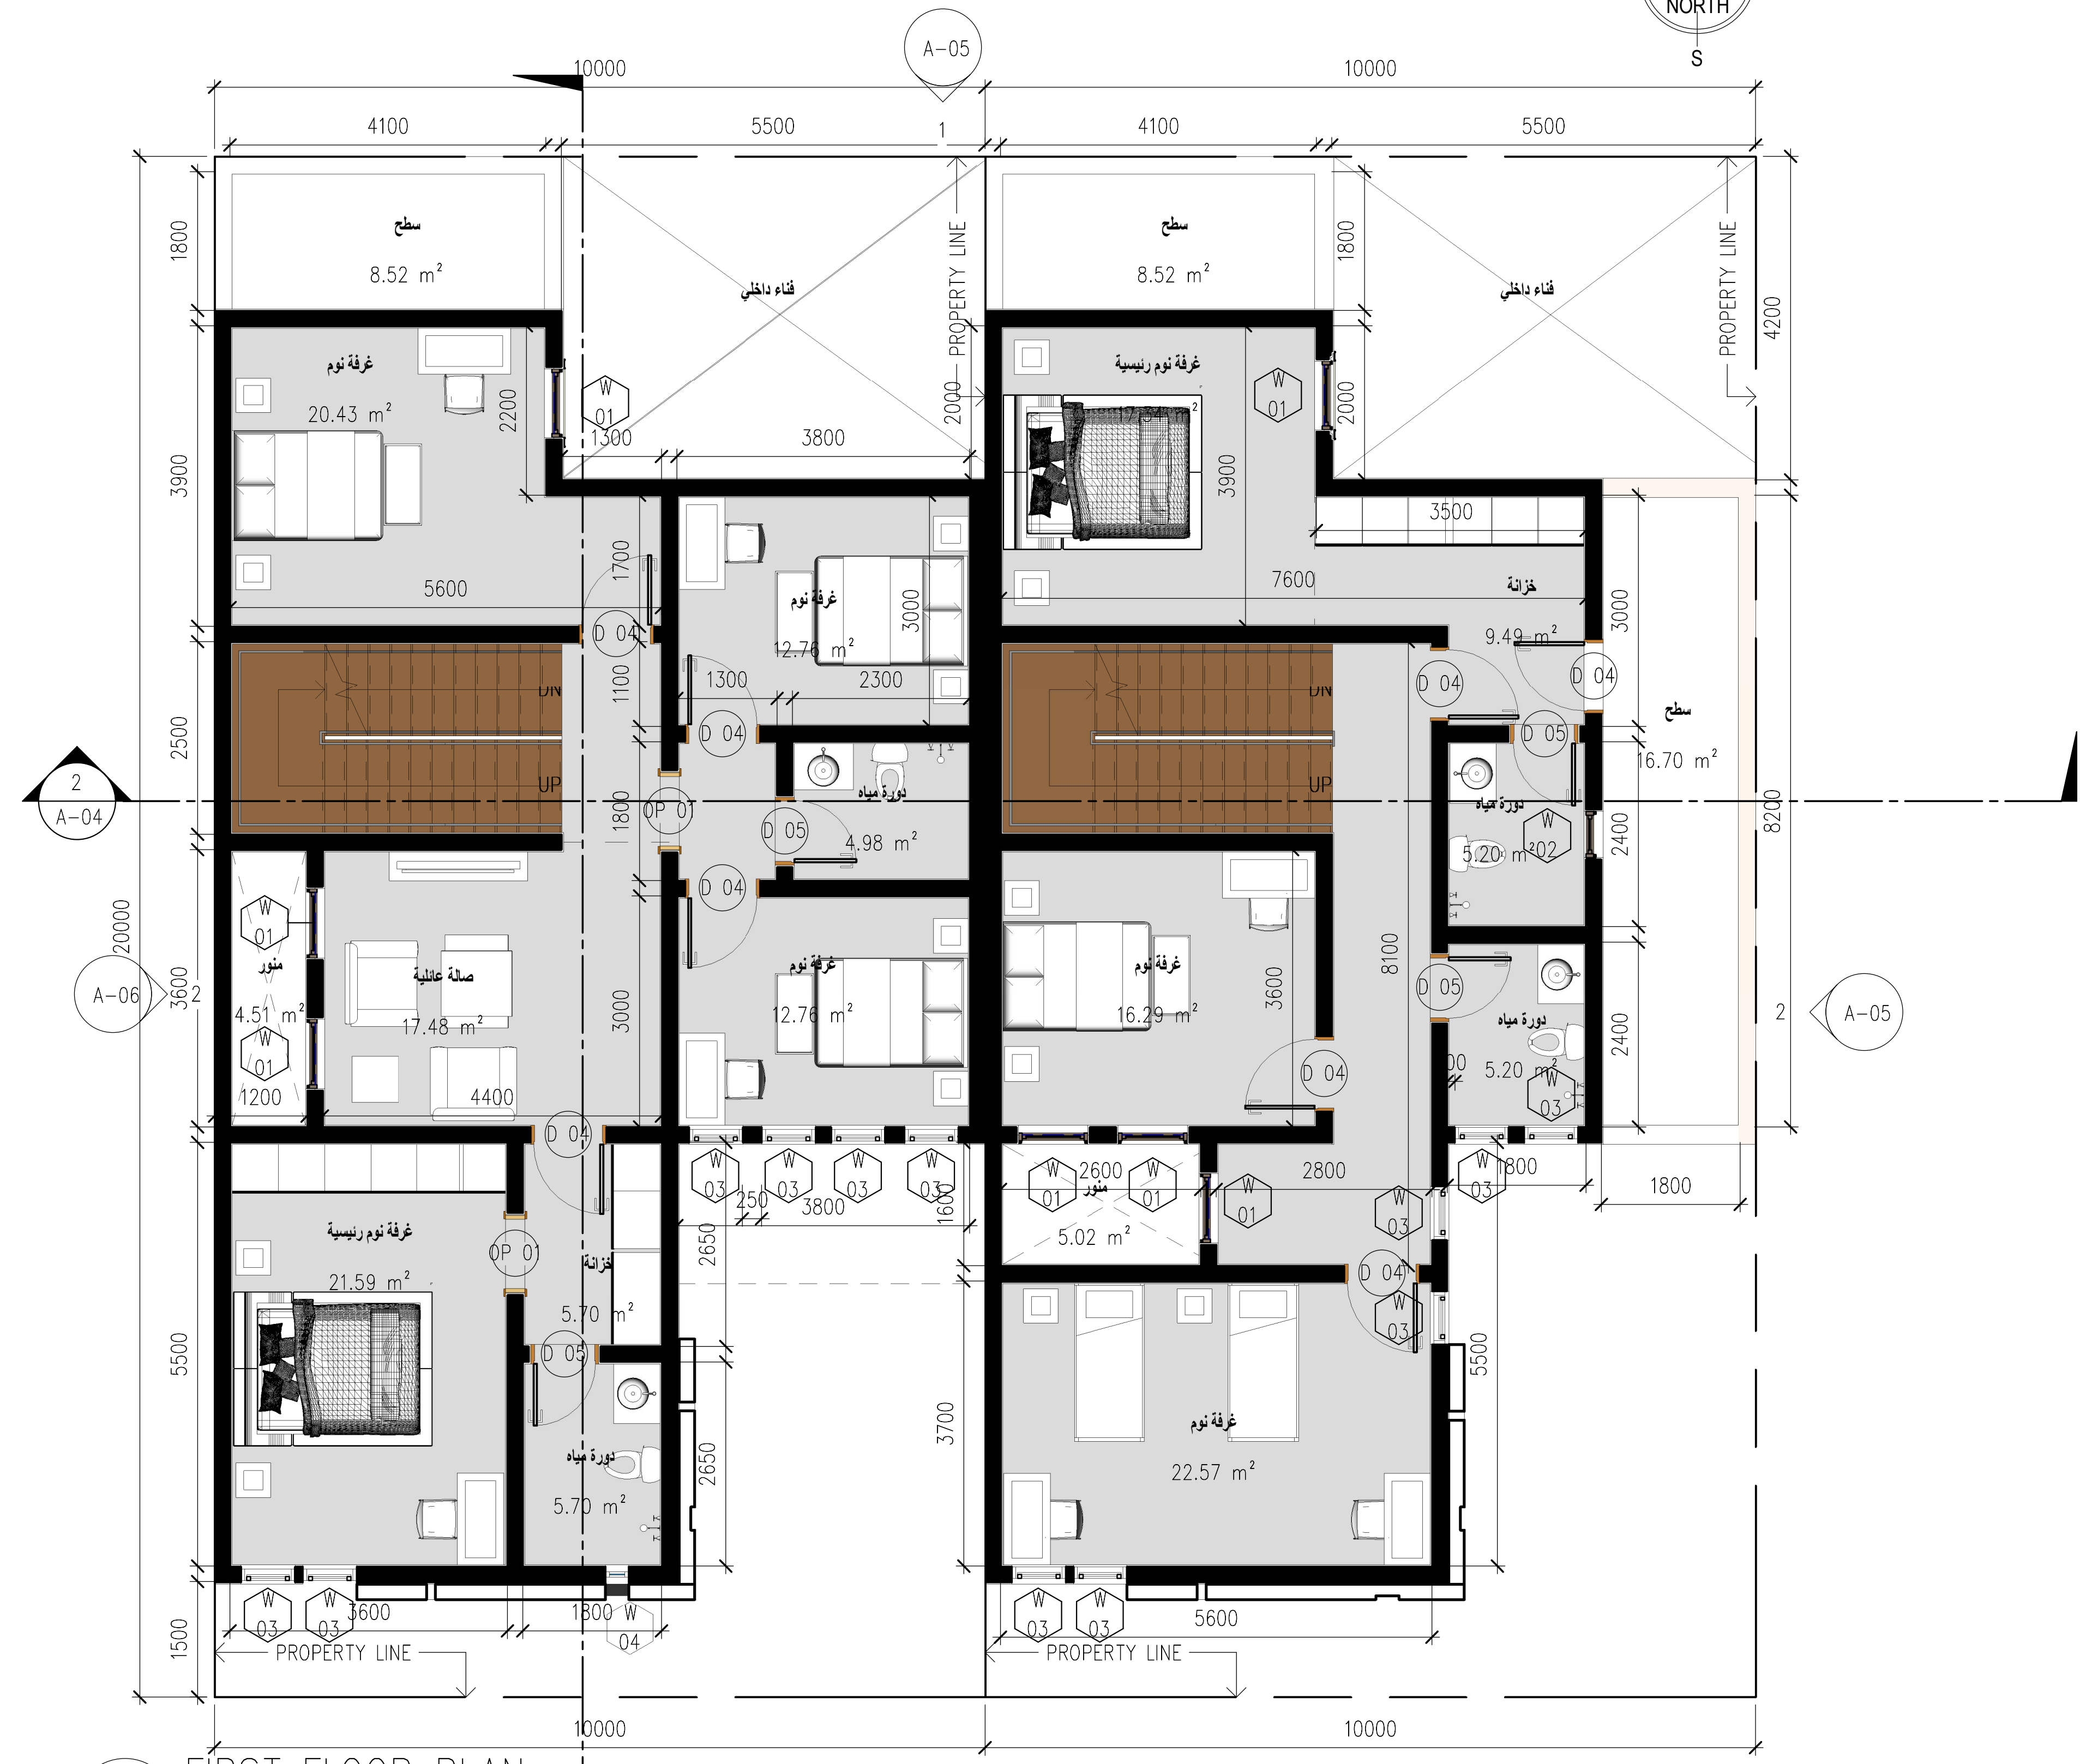 NORTH
S
A-05
10000
10000
4100
5500
1
4100
5500
سطح
8.52 m²
فناء داخلي
PROPERTY LINE
سطح
8.52 m²
فناء داخلي
PROPERTY LINE
1800
1800
4200
غرفة نوم
20.43 m²
2200
W
01
1300
3800
2000
غرفة نوم رئيسية
W
01
2000
3900
3900
3500
5600
1700
D 04
غرفة نوم
12.76 m²
3000
7600
خزانة
9.49 m²
3000
DN
UP
1100
1300
2300
D 04
DN
UP
D 04
D 04
D 05
سطح
16.70 m²
2500
2
A-04
1800
OP 01
D 05
دورة مياه
4.98 m²
D 04
دورة مياه
W
02
5.20 m²
2400
8200
20000
A-06
2
3600
W
01
منور
4.51 m²
W
01
1200
صالة عائلية
17.48 m²
4400
3000
غرفة نوم
12.76 m²
غرفة نوم
16.29 m²
3600
8100
D 05
D 04
دورة مياه
5.20 m²
W
03
2400
2
A-05
D 04
W
03
W
03
W
03
W
03
250
3800
1600
2600
W
01
منور
W
01
5.02 m²
W
01
2800
W
03
W
03
1800
1800
غرفة نوم رئيسية
21.59 m²
OP 01
خزانة
5.70 m²
2650
D 04
W
03
D 05
5500
5500
دورة مياه
5.70 m²
2650
3700
غرفة نوم
22.57 m²
W
03
W
03
3600
1800
W
04
W
03
W
03
5600
1500
PROPERTY LINE
PROPERTY LINE
10000
10000
FIRST FLOOR PLAN